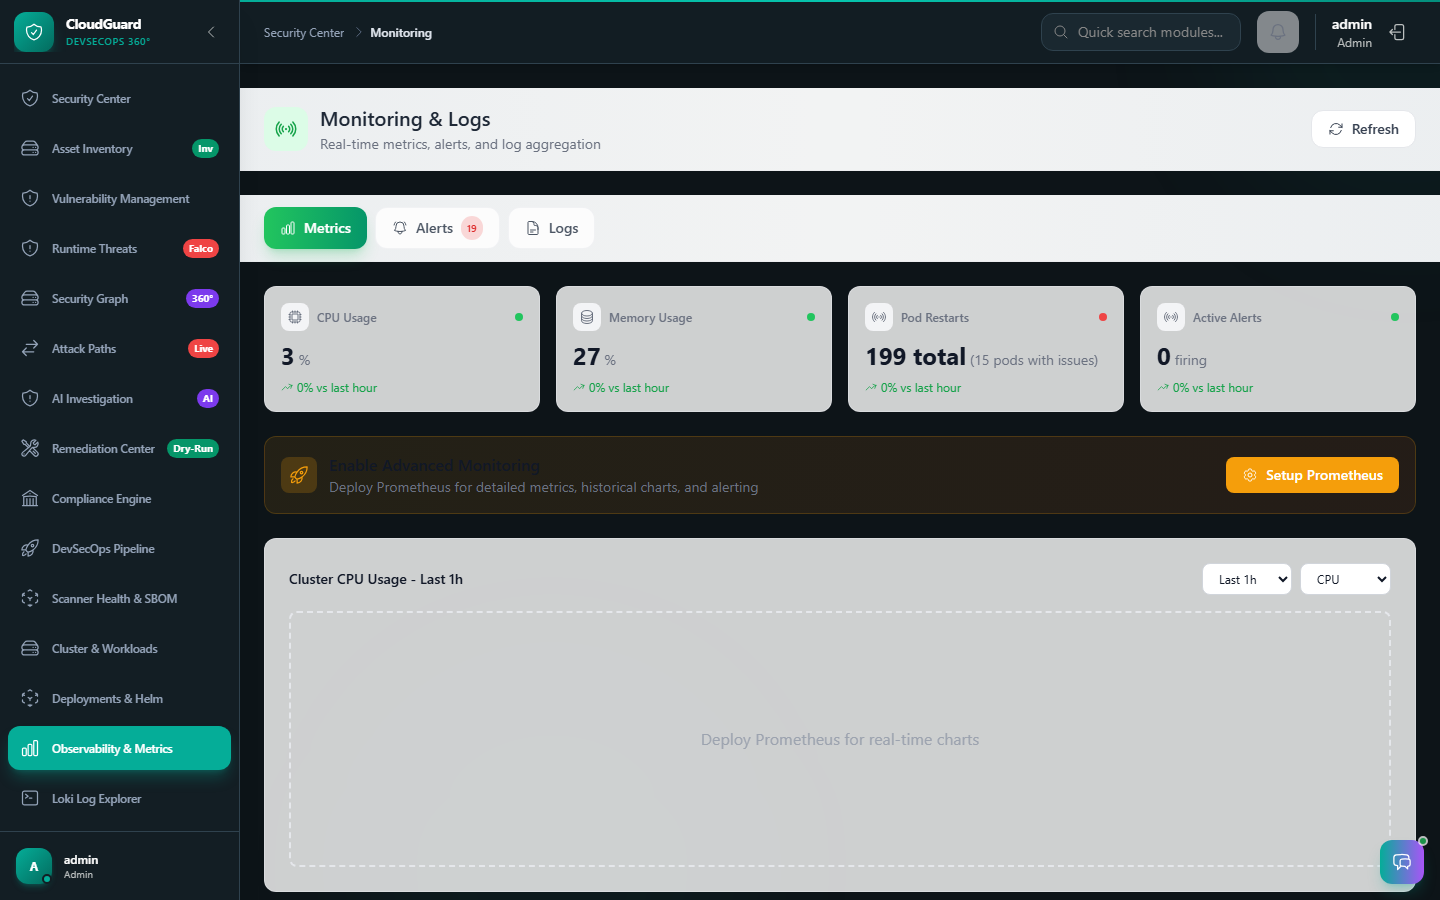 CloudGuard
DEVSECOPS 360°
Security Center
Asset Inventory Inv
Vulnerability Management
Runtime Threats Falco
Security Graph 360°
Attack Paths Live
AI Investigation AI
Remediation Center Dry-Run
Compliance Engine
DevSecOps Pipeline
Scanner Health & SBOM
Cluster & Workloads
Deployments & Helm
Observability & Metrics
Loki Log Explorer
A
admin
Admin
Security Center Monitoring
Quick search modules...
admin
Admin
Monitoring & Logs
Real-time metrics, alerts, and log aggregation
Refresh
Metrics
Alerts 19
Logs
CPU Usage
3 %
0% vs last hour
Memory Usage
27 %
0% vs last hour
Pod Restarts
199 total (15 pods with issues)
0% vs last hour
Active Alerts
0 firing
0% vs last hour
Enable Advanced Monitoring
Deploy Prometheus for detailed metrics, historical charts, and alerting
Setup Prometheus
Cluster CPU Usage - Last 1h
Last 1h
CPU
Deploy Prometheus for real-time charts